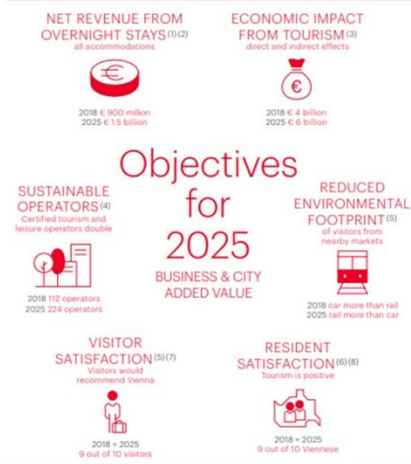 NET REVENUE FROM
OVERNIGHT STAYS (1)(2)
all accommodations
€
2018 € 900 million
2025 € 1.5 billion
ECONOMIC IMPACT
FROM TOURISM (3)
direct and indirect effects
€
2018 € 4 billion
2025 € 6 billion
Objectives
for
2025
BUSINESS & CITY
ADDED VALUE
SUSTAINABLE
OPERATORS (4)
Certified tourism and
leisure operators double
2018 112 operators
2025 224 operators
REDUCED
ENVIRONMENTAL
FOOTPRINT (5)
of visitors from
nearby markets
2018 car more than rail
2025 rail more than car
VISITOR
SATISFACTION (5)(7)
Visitors would
recommend Vienna
2018 = 2025
9 out of 10 visitors
RESIDENT
SATISFACTION (6)(8)
Tourism is positive
2018 = 2025
9 out of 10 Viennese